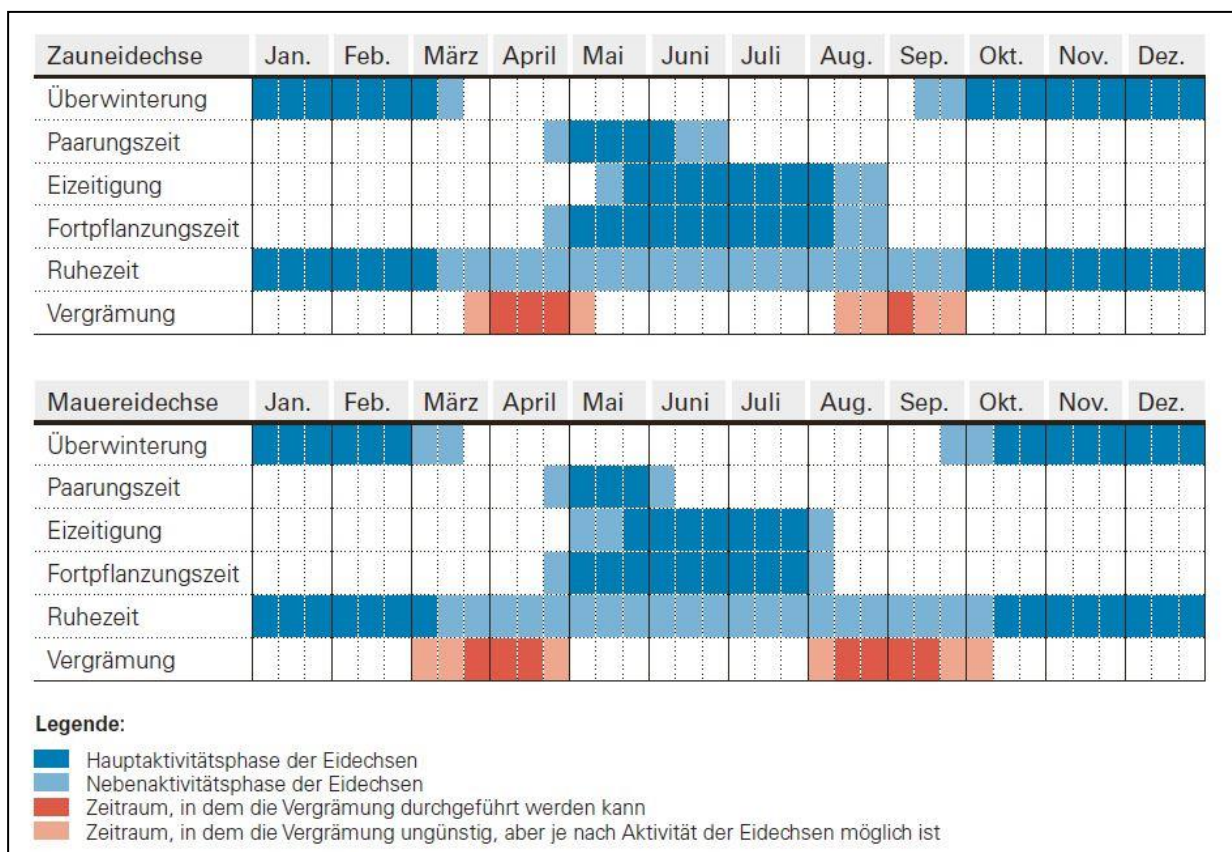 Zauneidechse Jan. Feb. März April Mai Juni Juli Aug. Sep. Okt. Nov. Dez.
Überwinterung
Paarungszeit
Eizeitigung
Fortpflanzungszeit
Ruhezeit
Vergrämung
Mauereidechse Jan. Feb. März April Mai Juni Juli Aug. Sep. Okt. Nov. Dez.
Überwinterung
Paarungszeit
Eizeitigung
Fortpflanzungszeit
Ruhezeit
Vergrämung
Legende:
Hauptaktivitätsphase der Eidechsen
Nebenaktivitätsphase der Eidechsen
Zeitraum, in dem die Vergrämung durchgeführt werden kann
Zeitraum, in dem die Vergrämung ungünstig, aber je nach Aktivität der Eidechsen möglich ist